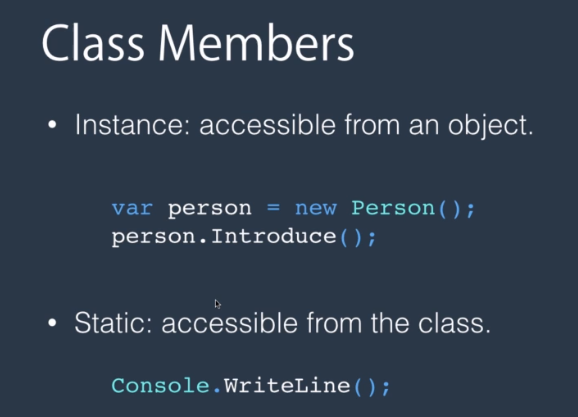 Class Members
• Instance: accessible from an object.
var person = new Person();
person.Introduce();
• Static: accessible from the class.
Console.WriteLine();